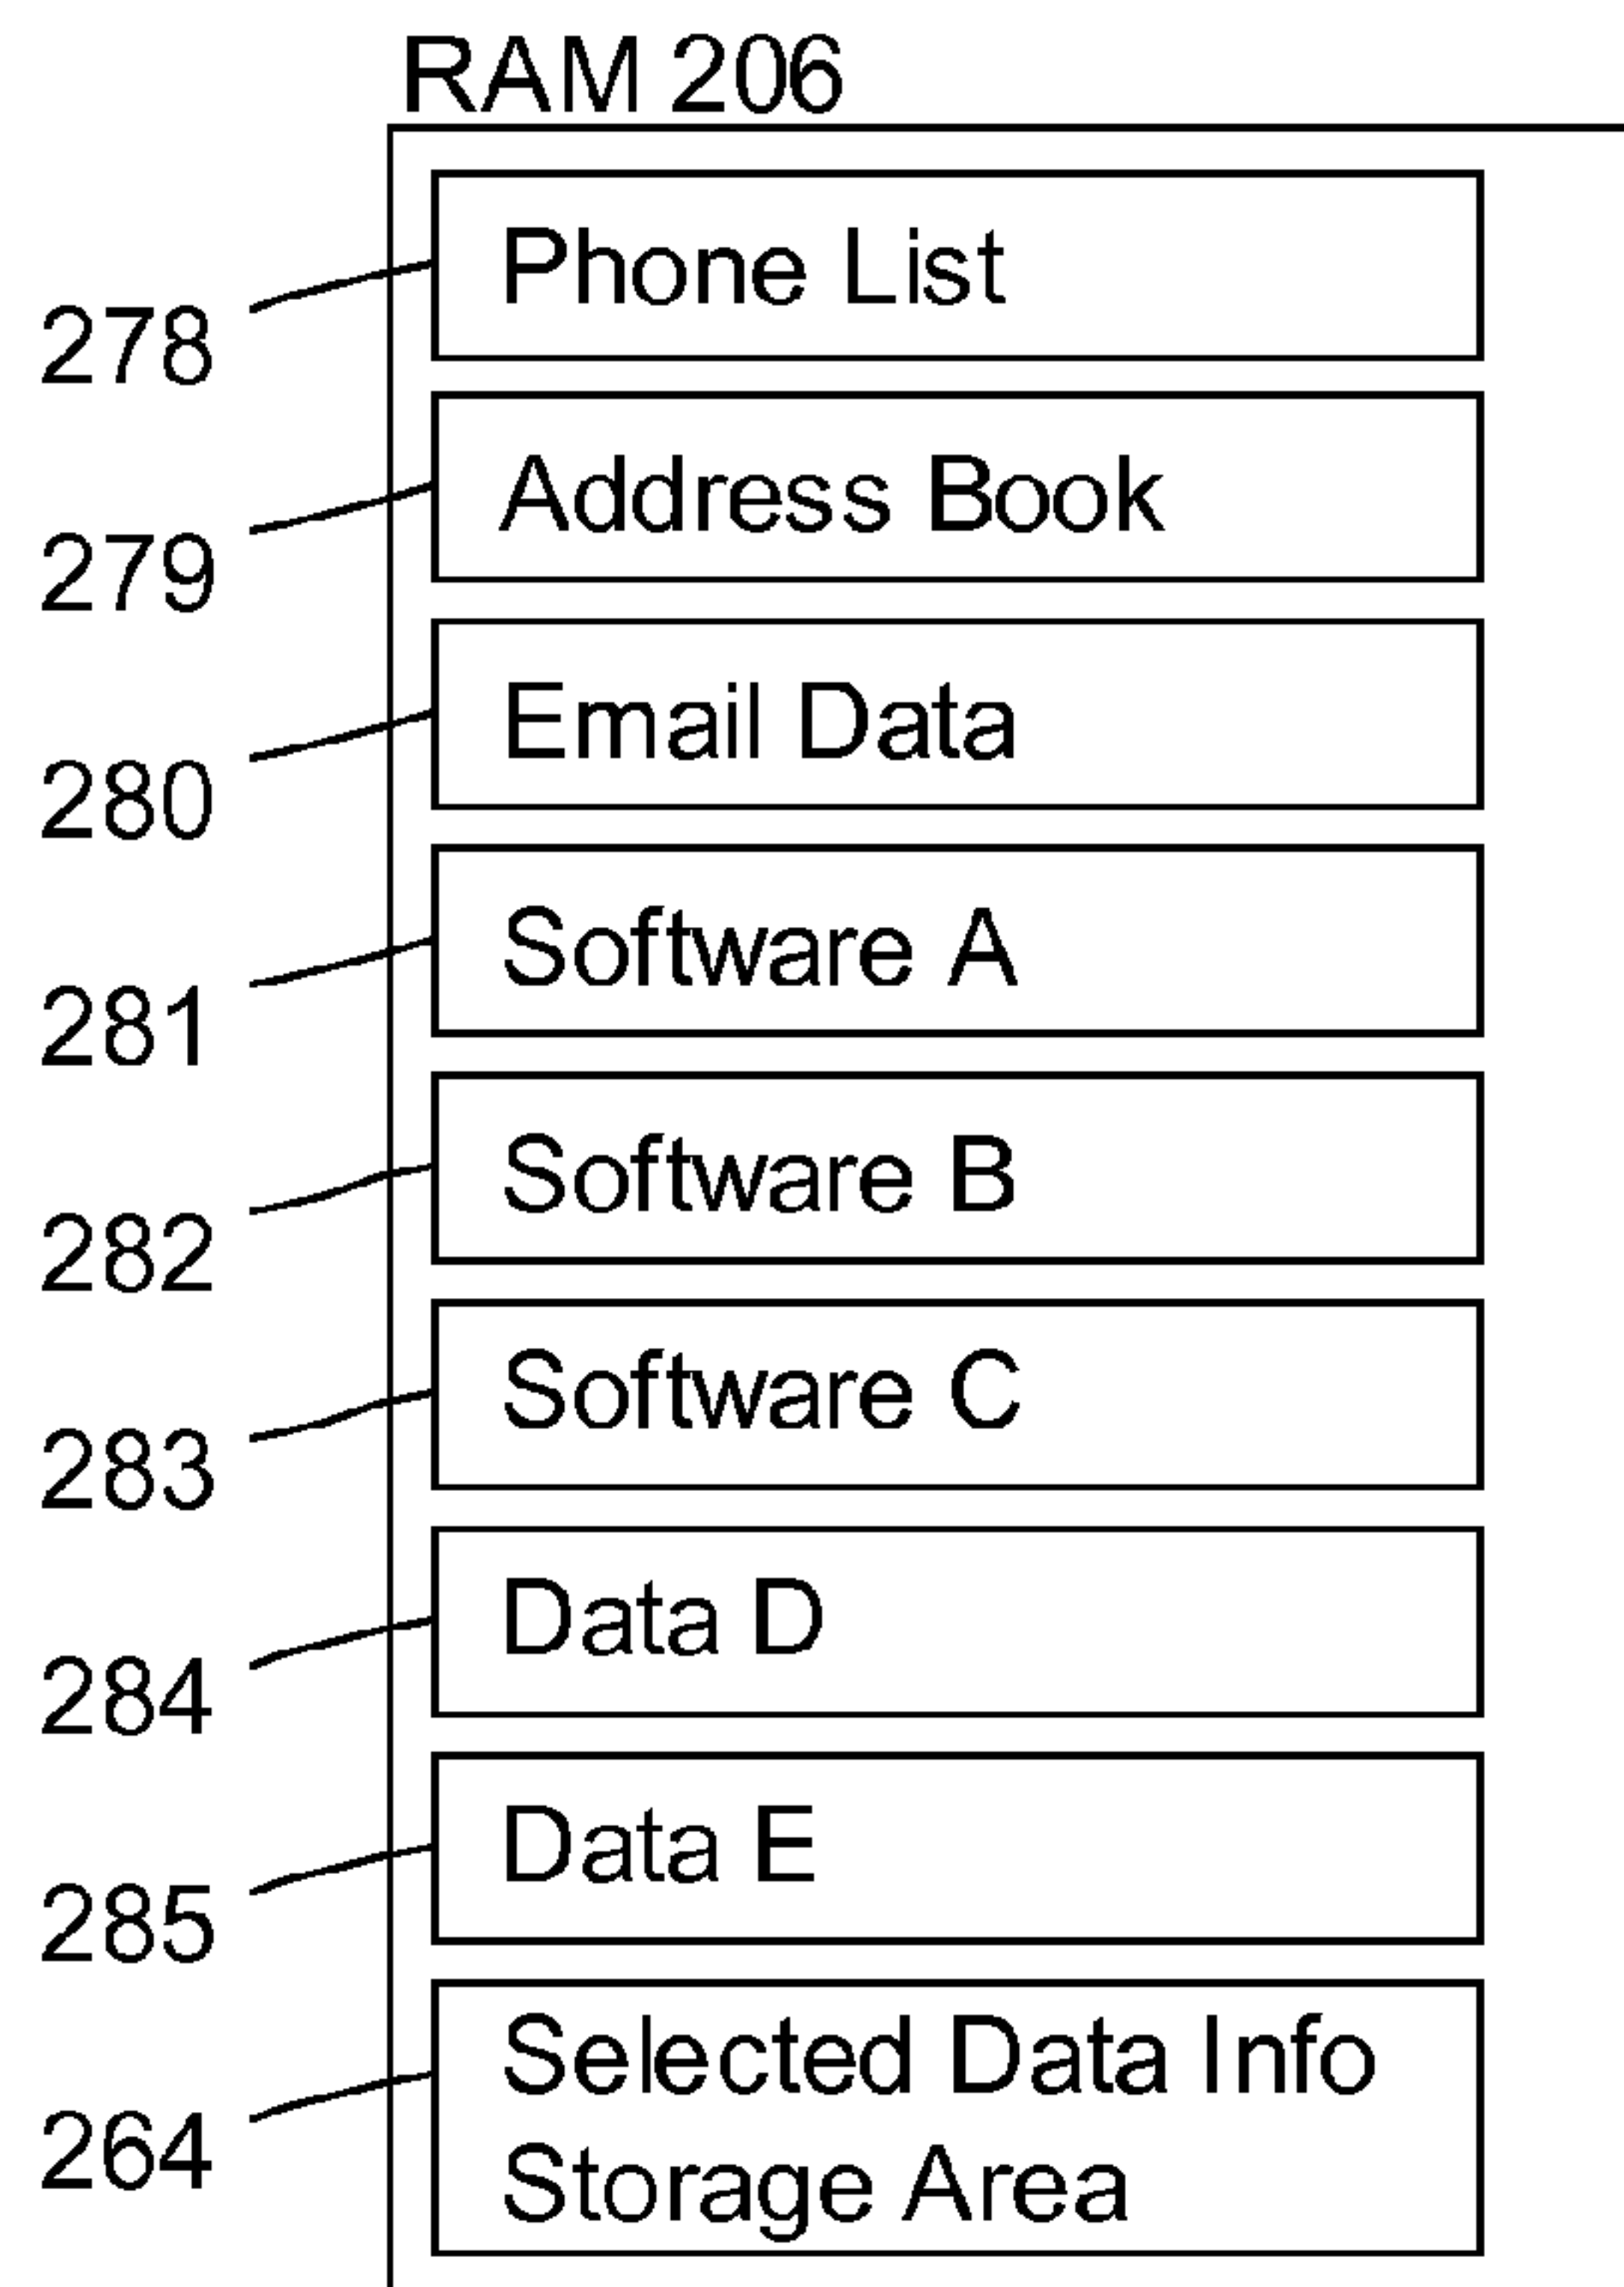 RAM 206
Phone List
278
Address Book
279
Email Data
280
Software A
281
Software B
282
Software C
283
Data D
284
Data E
285
Selected Data Info
264
Storage Area